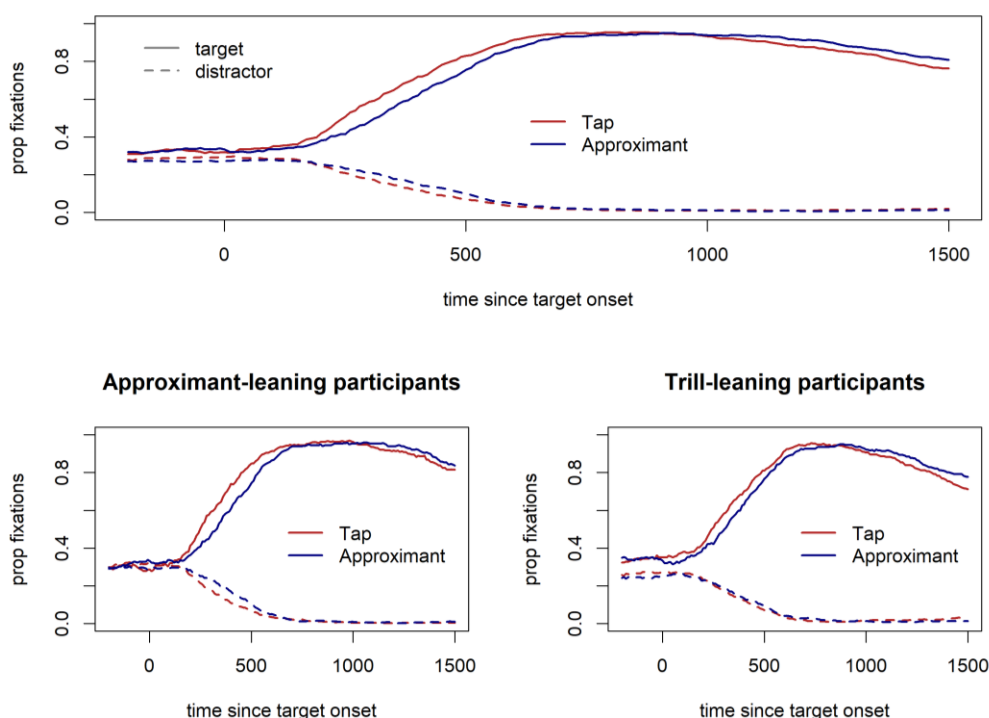 prop fixations
0.0
0.4
0.8
target
distractor
Tap
Approximant
0
500
1000
1500
time since target onset
Approximant-leaning participants
prop fixations
0.0
0.4
0.8
Tap
Approximant
0
500
1000
1500
time since target onset
Trill-leaning participants
prop fixations
0.0
0.4
0.8
Tap
Approximant
0
500
1000
1500
time since target onset